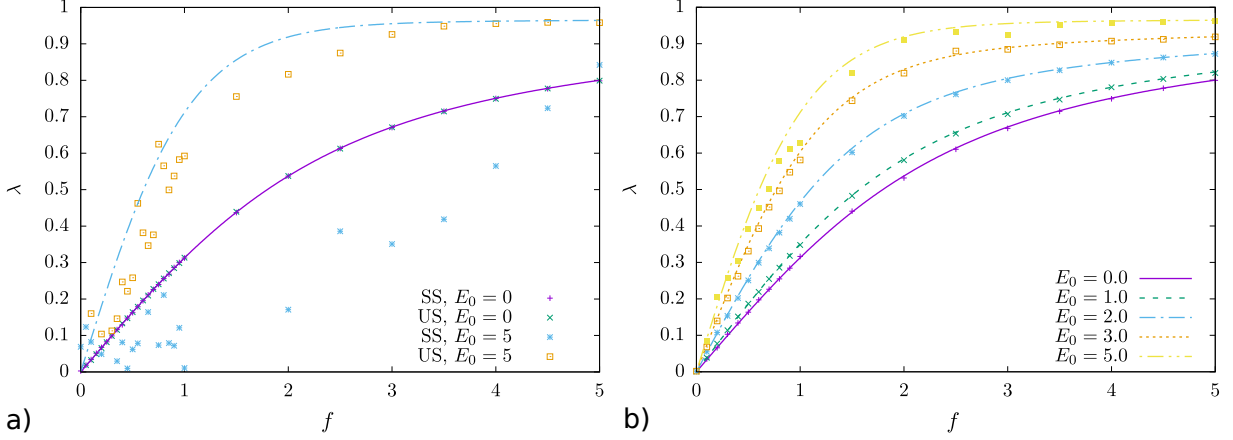 1
0.9
0.8
0.7
0.6
0.5
0.4
0.3
0.2
0.1
0
λ
0 1 2 3 4 5
f
SS, E₀ = 0
US, E₀ = 0
SS, E₀ = 5
US, E₀ = 5
a)
1
0.9
0.8
0.7
0.6
0.5
0.4
0.3
0.2
0.1
0
λ
0 1 2 3 4 5
f
E₀ = 0.0
E₀ = 1.0
E₀ = 2.0
E₀ = 3.0
E₀ = 5.0
b)